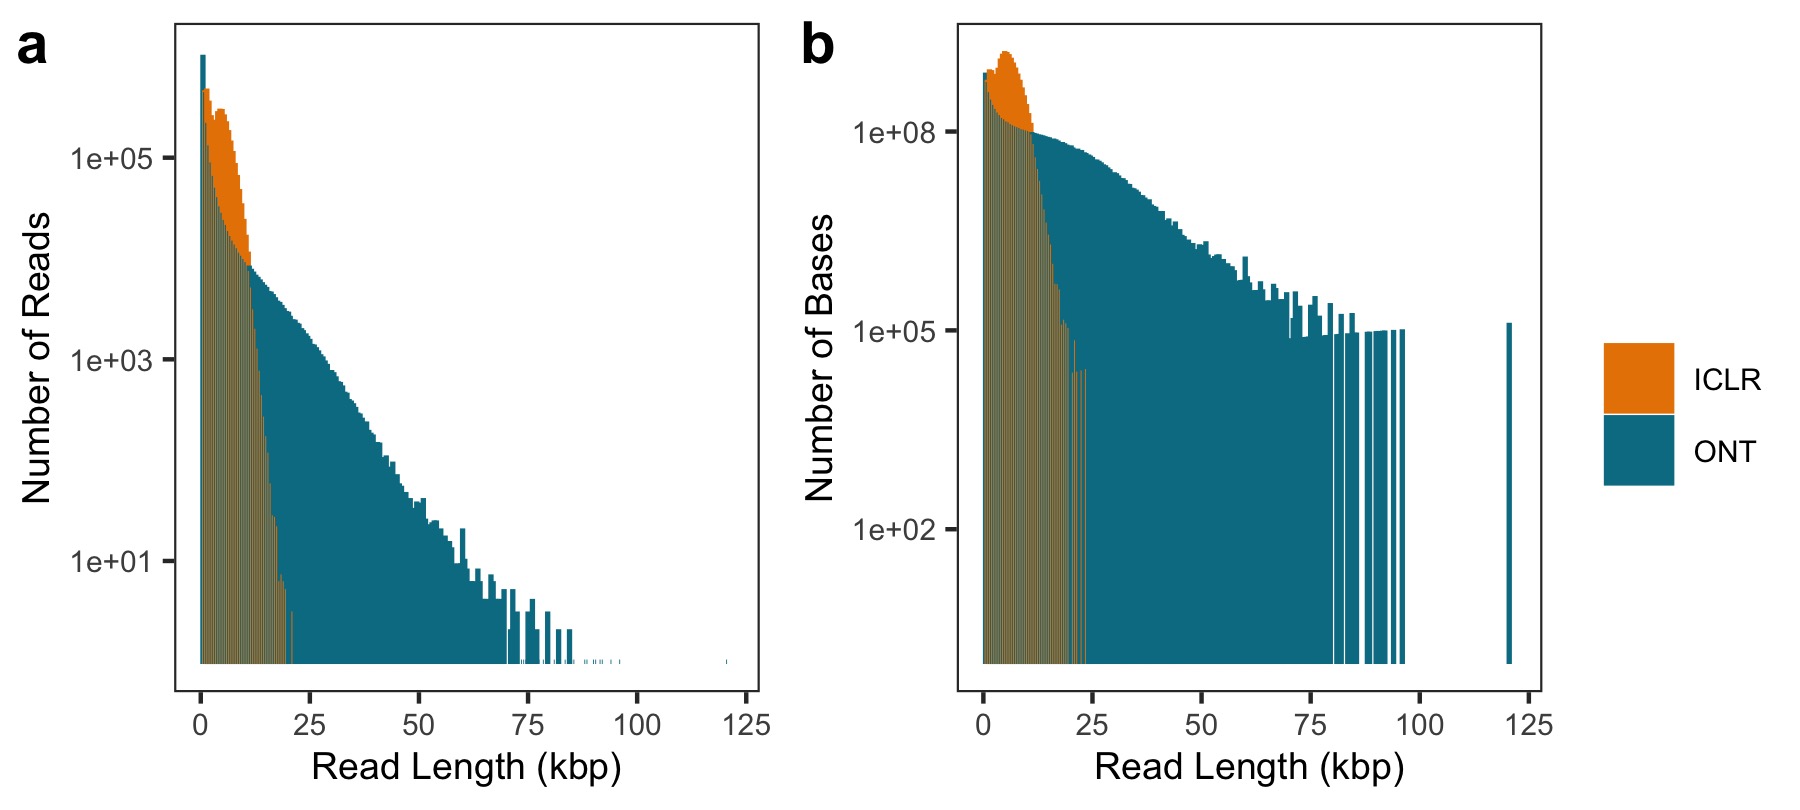 a
Number of Reads
1e+05
1e+03
1e+01
0 25 50 75 100 125
Read Length (kbp)
b
Number of Bases
1e+08
1e+05
1e+02
0 25 50 75 100 125
Read Length (kbp)
ICLR
ONT